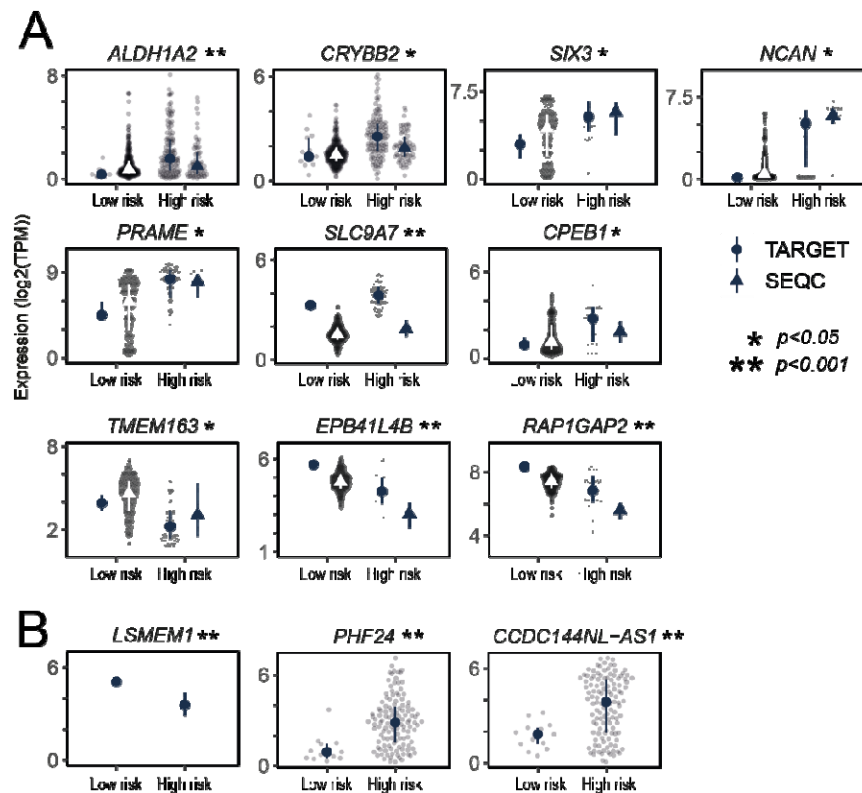 A
ALDH1A2 ** CRYBB2 * SIX3 * NCAN *
8 6 7.5 7.5
4
0 0 0 0
Low risk High risk Low risk High risk Low risk High risk Low risk High risk
Expression (log2(TPM))
PRAME * SLC9A7 ** CPEB1 *
9 6 6
0 0 0
Low risk High risk Low risk High risk Low risk High risk
TARGET
SEQC
* p<0.05
** p<0.001
TMEM163 * EPB41L4B ** RAP1GAP2 **
8 6 8
2 1 4
Low risk High risk Low risk High risk Low risk High risk
B
LSMEM1 ** PHF24 ** CCDC144NL-AS1 **
6 6 6
0 0 0
Low risk High risk Low risk High risk Low risk High risk